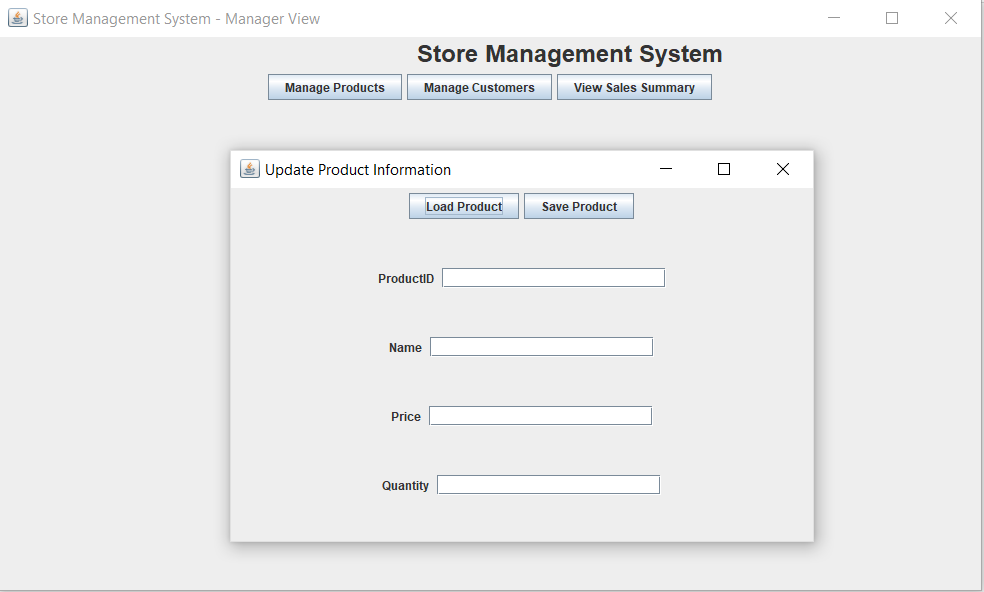 Store Management System - Manager View
Store Management System
Manage Products Manage Customers View Sales Summary
Update Product Information
Load Product Save Product
ProductID
Name
Price
Quantity